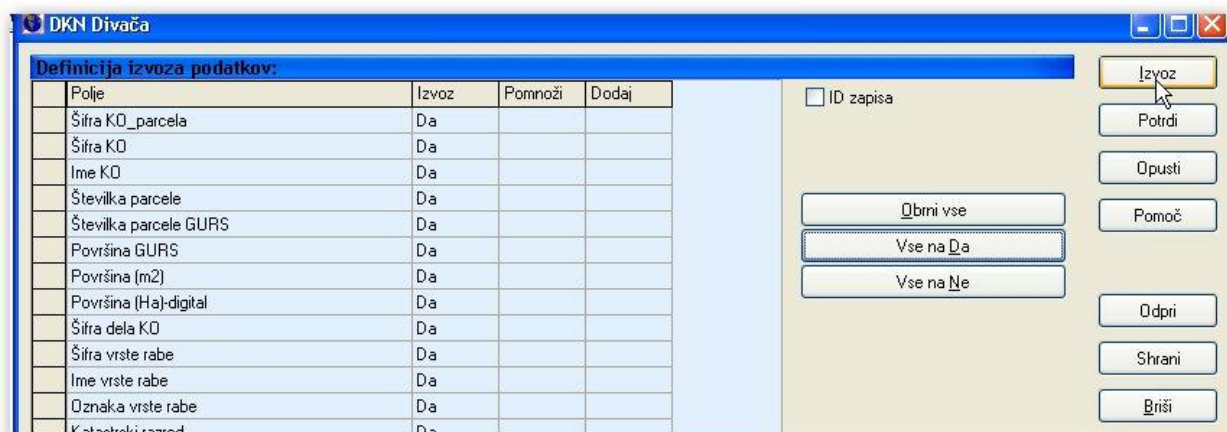 DKN Divača
Definicija izvoza podatkov:
Polje Izvoz Pomnoži Dodaj
Šifra KO_parcela Da
Šifra KO Da
Ime KO Da
Številka parcele Da
Številka parcele GURS Da
Površina GURS Da
Površina (m2) Da
Površina (Ha)-digital Da
Šifra dela KO Da
Šifra vrste rabe Da
Ime vrste rabe Da
Oznaka vrste rabe Da
Katastrski razred Da
ID zapisa
Obrni vse
Vse na Da
Vse na Ne
Izvoz
Potrdi
Opusti
Pomoč
Odpri
Shrani
Briši